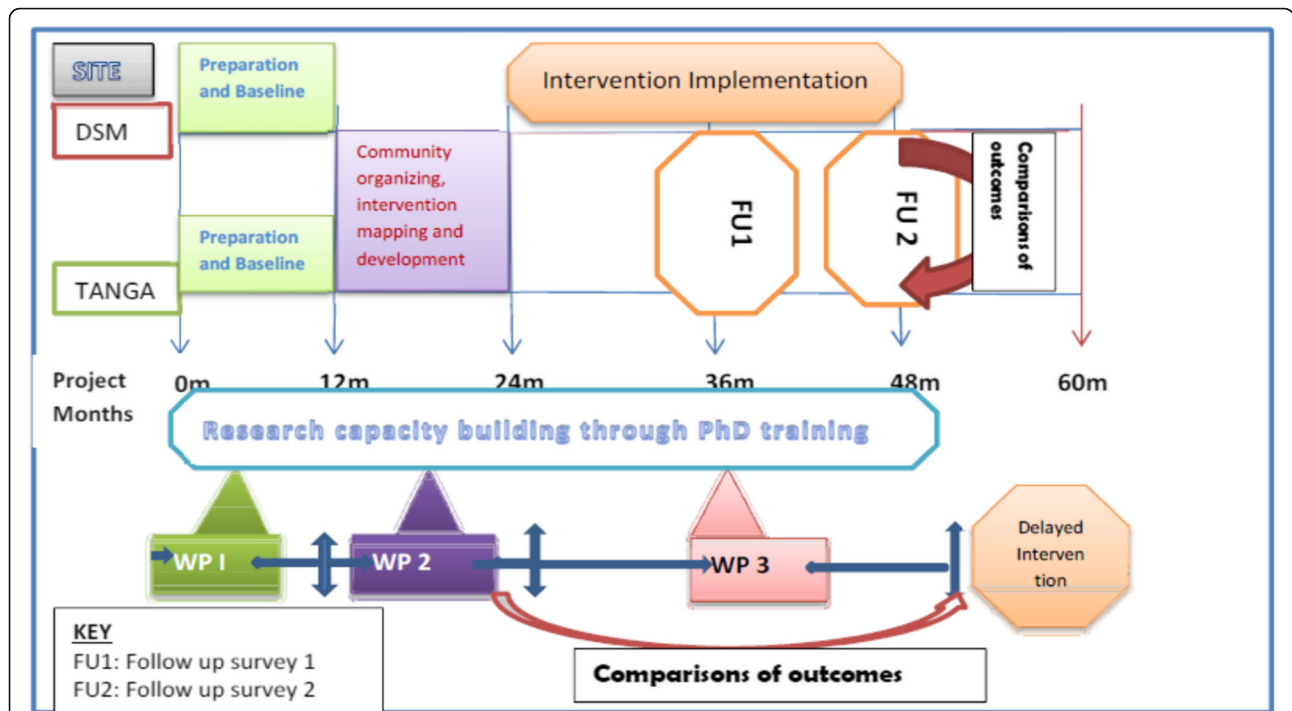 SITE
Preparation
and Baseline
Intervention Implementation
DSM
Community
organizing,
intervention
mapping and
development
FU1
FU 2
Comparisons of
outcomes
Preparation
and Baseline
TANGA
Project
Months
0m
12m
24m
36m
48m
60m
Research capacity building through PhD training
WP I
WP 2
WP 3
Delayed
Interven
tion
KEY
FU1: Follow up survey 1
FU2: Follow up survey 2
Comparisons of outcomes